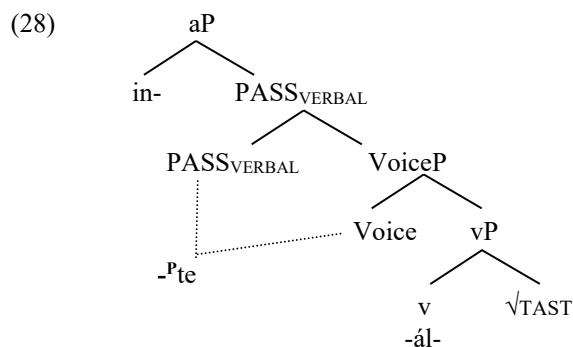 (28) aP
in- PASSVERBAL
PASSVERBAL VoiceP
Voice vP
-ᴾte
v √TAST
-ál-